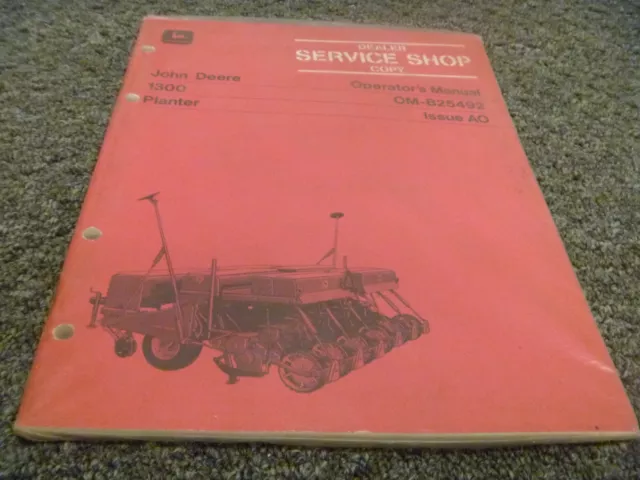 DEALER
SERVICE SHOP
COPY
John Deere
1300
Planter
Operator's Manual
OM-B25492
Issue A0